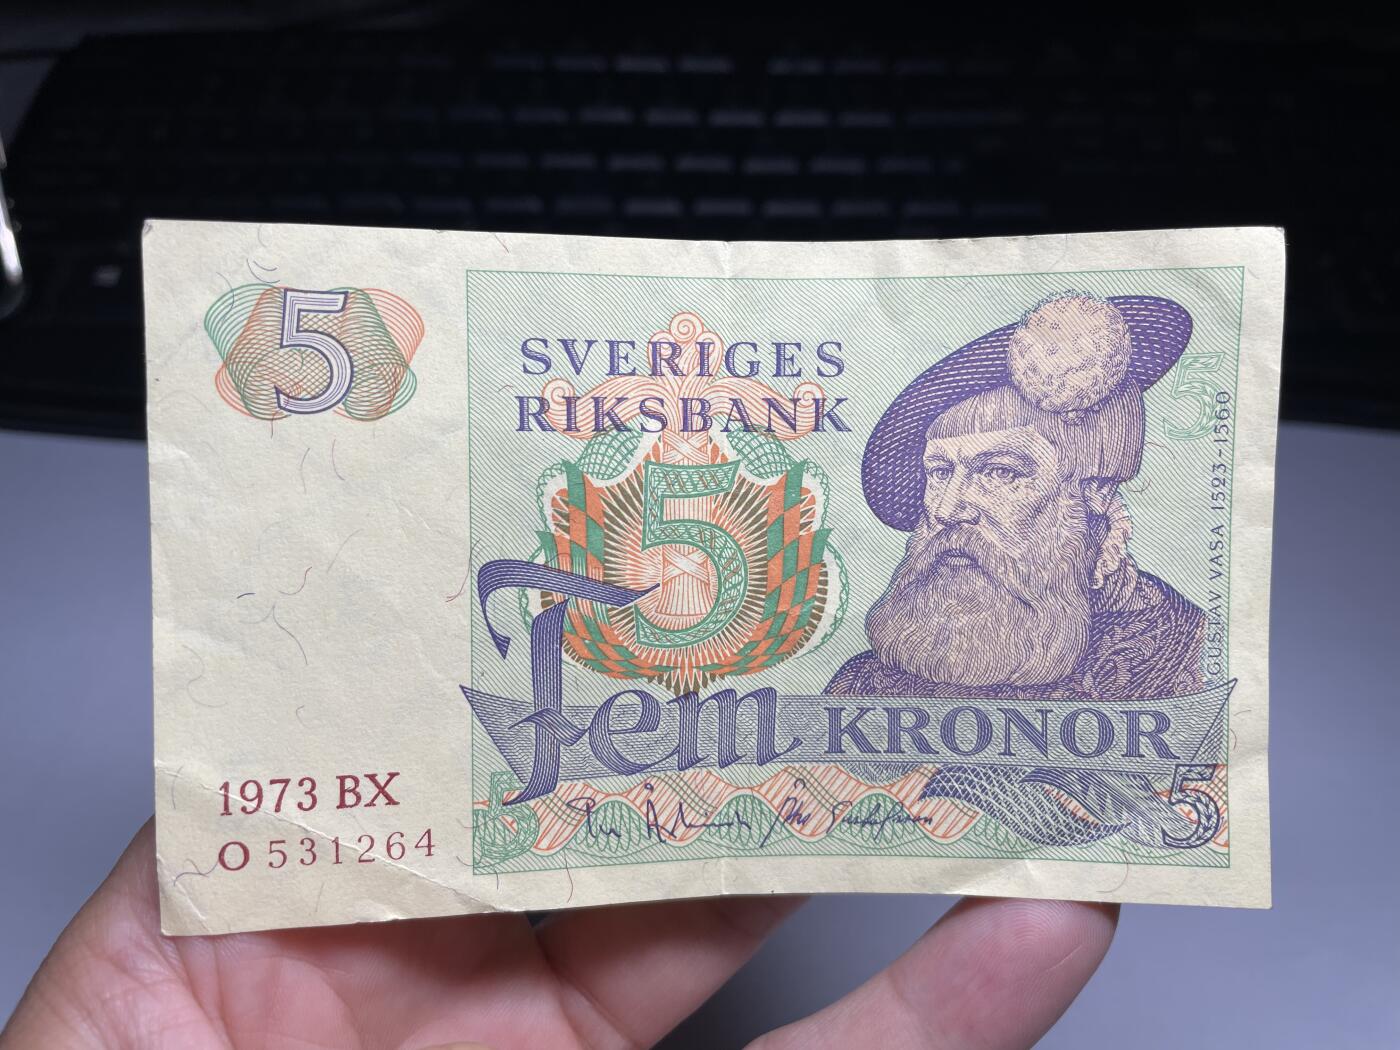 5
SVERIGES
RIKSBANK
5
5
GUSTAV VASA 1523-1560
Fem KRONOR
1973 BX
O 531264
5
5